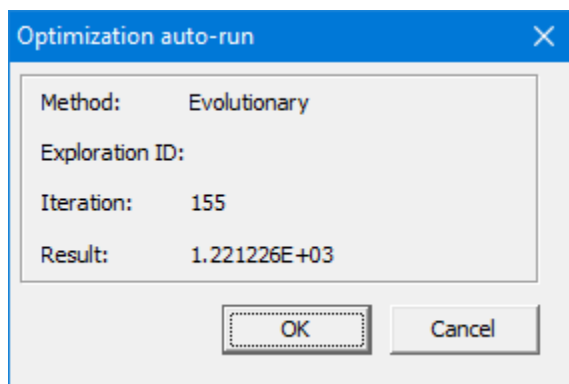 Optimization auto-run
Method: Evolutionary
Exploration ID:
Iteration: 155
Result: 1.221226E+03
OK Cancel